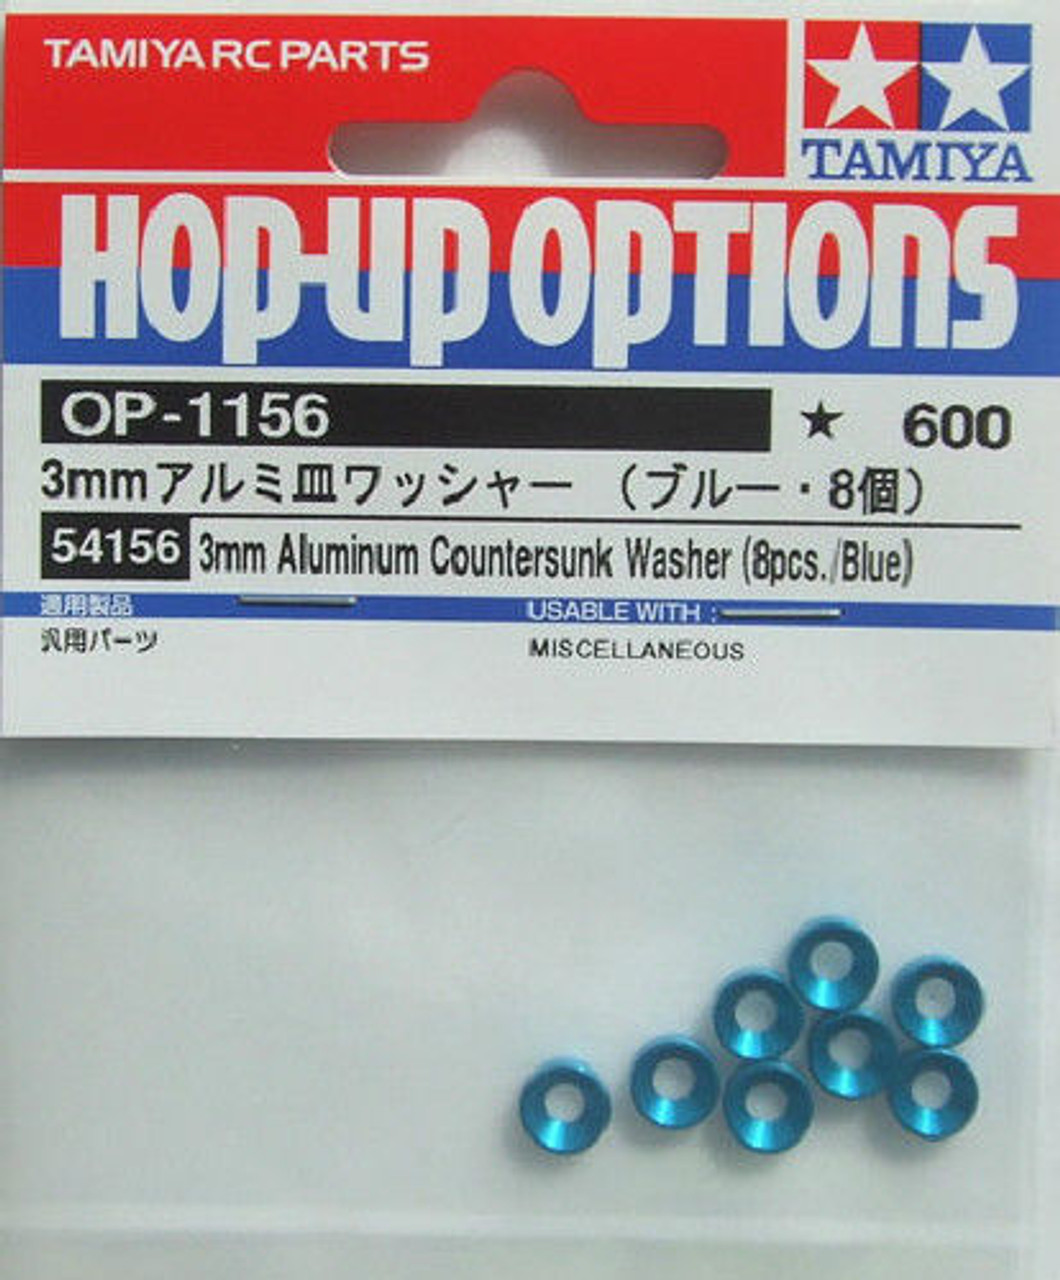 TAMIYA RC PARTS
TAMIYA
HOP-UP OPTIONS
OP-1156 ★ 600
3mmアルミ皿ワッシャー (ブルー・8個)
54156 3mm Aluminum Countersunk Washer (8pcs./Blue)
適用製品 USABLE WITH :
汎用パーツ MISCELLANEOUS